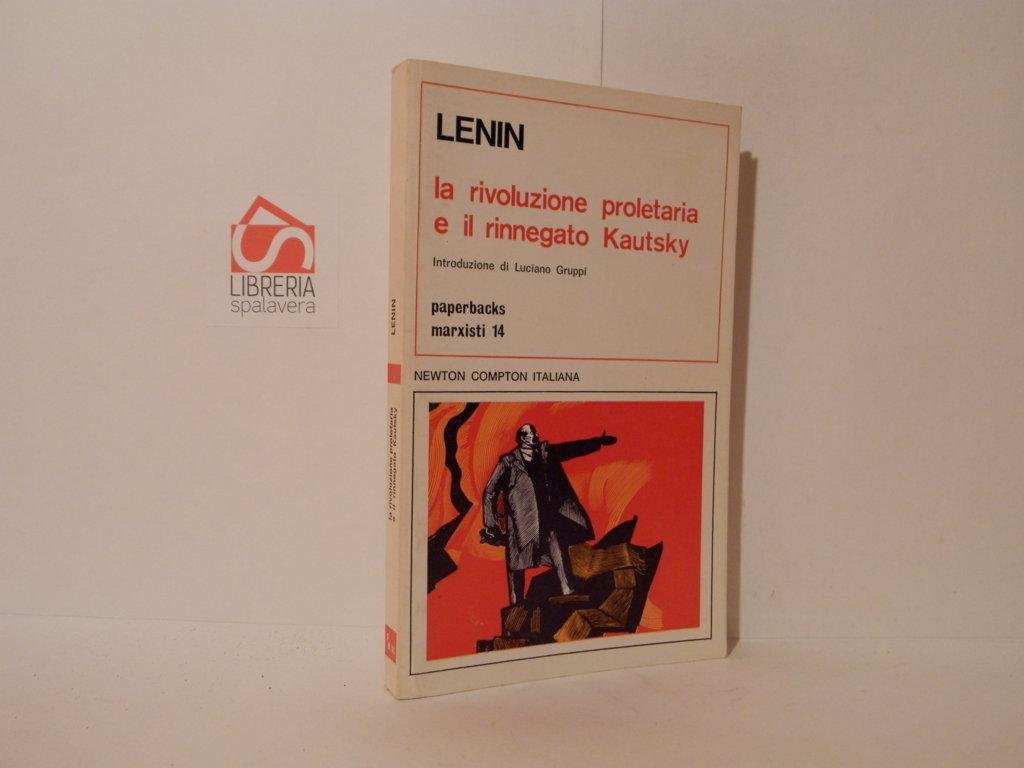 LENIN
la rivoluzione proletaria
e il rinnegato Kautsky
Introduzione di Luciano Gruppi
paperbacks
marxisti 14
NEWTON COMPTON ITALIANA
LENIN
la rivoluzione proletaria
e il rinnegato Kautsky
LIBRERIA
spalavera